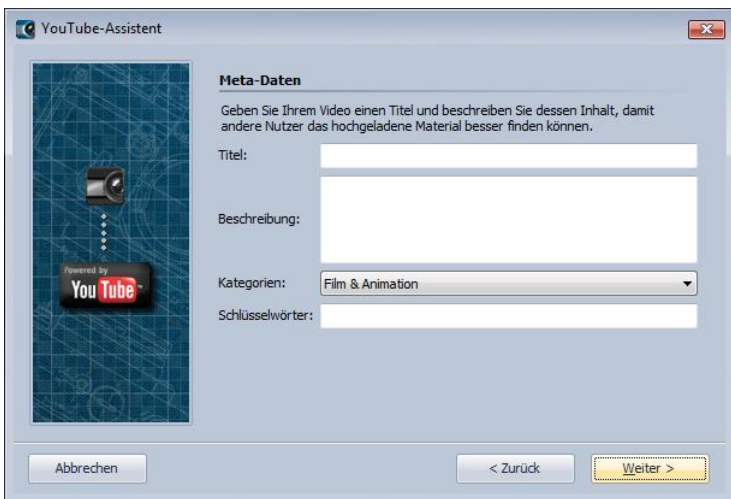 YouTube-Assistent
Powered by
YouTube
Meta-Daten
Geben Sie Ihrem Video einen Titel und beschreiben Sie dessen Inhalt, damit
andere Nutzer das hochgeladene Material besser finden können.
Titel:
Beschreibung:
Kategorien: Film & Animation
Schlüsselwörter:
Abbrechen < Zurück Weiter >